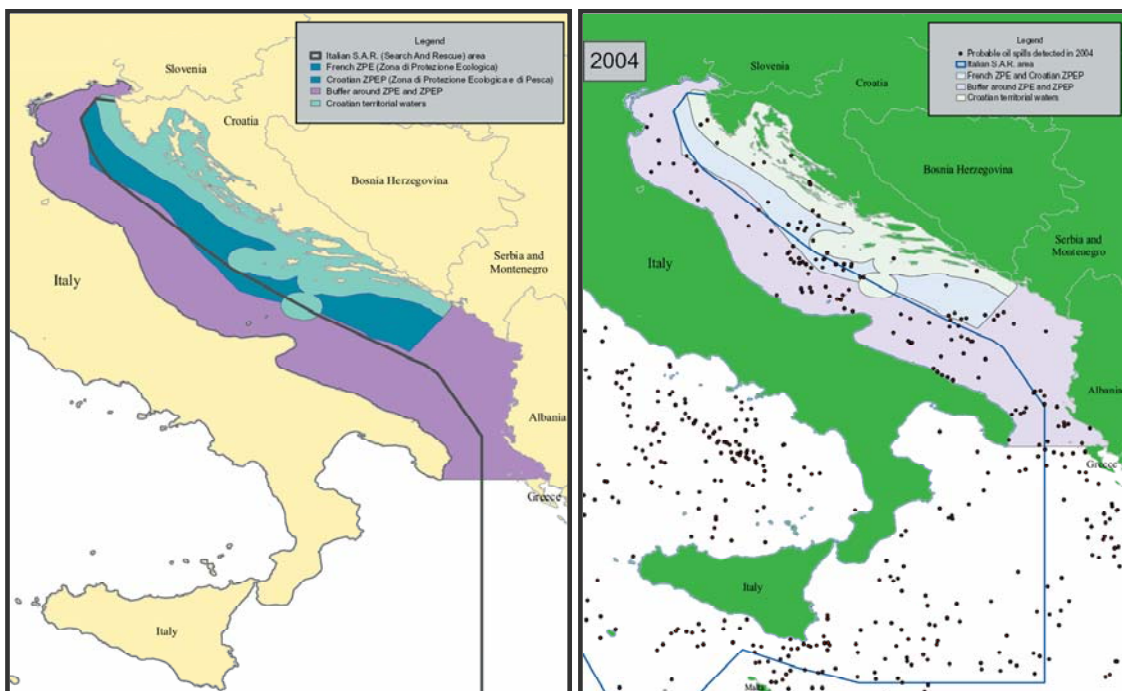 Legend
Italian S.A.R. (Search And Rescue) area
French ZPE (Zona di Protezione Ecologica)
Croatian ZPEP (Zona di Protezione Ecologica e di Pesca)
Buffer around ZPE and ZPEP
Croatian territorial waters
Slovenia
Croatia
Bosnia Herzegovina
Serbia and
Montenegro
Italy
Albania
Greece
Italy
2004
Legend
Probable oil spills detected in 2004
Italian S.A.R. area
French ZPE and Croatian ZPEP
Buffer around ZPE and ZPEP
Croatian territorial waters
Slovenia
Croatia
Bosnia Herzegovina
Serbia and
Montenegro
Italy
Albania
Greece
Italy
Malta